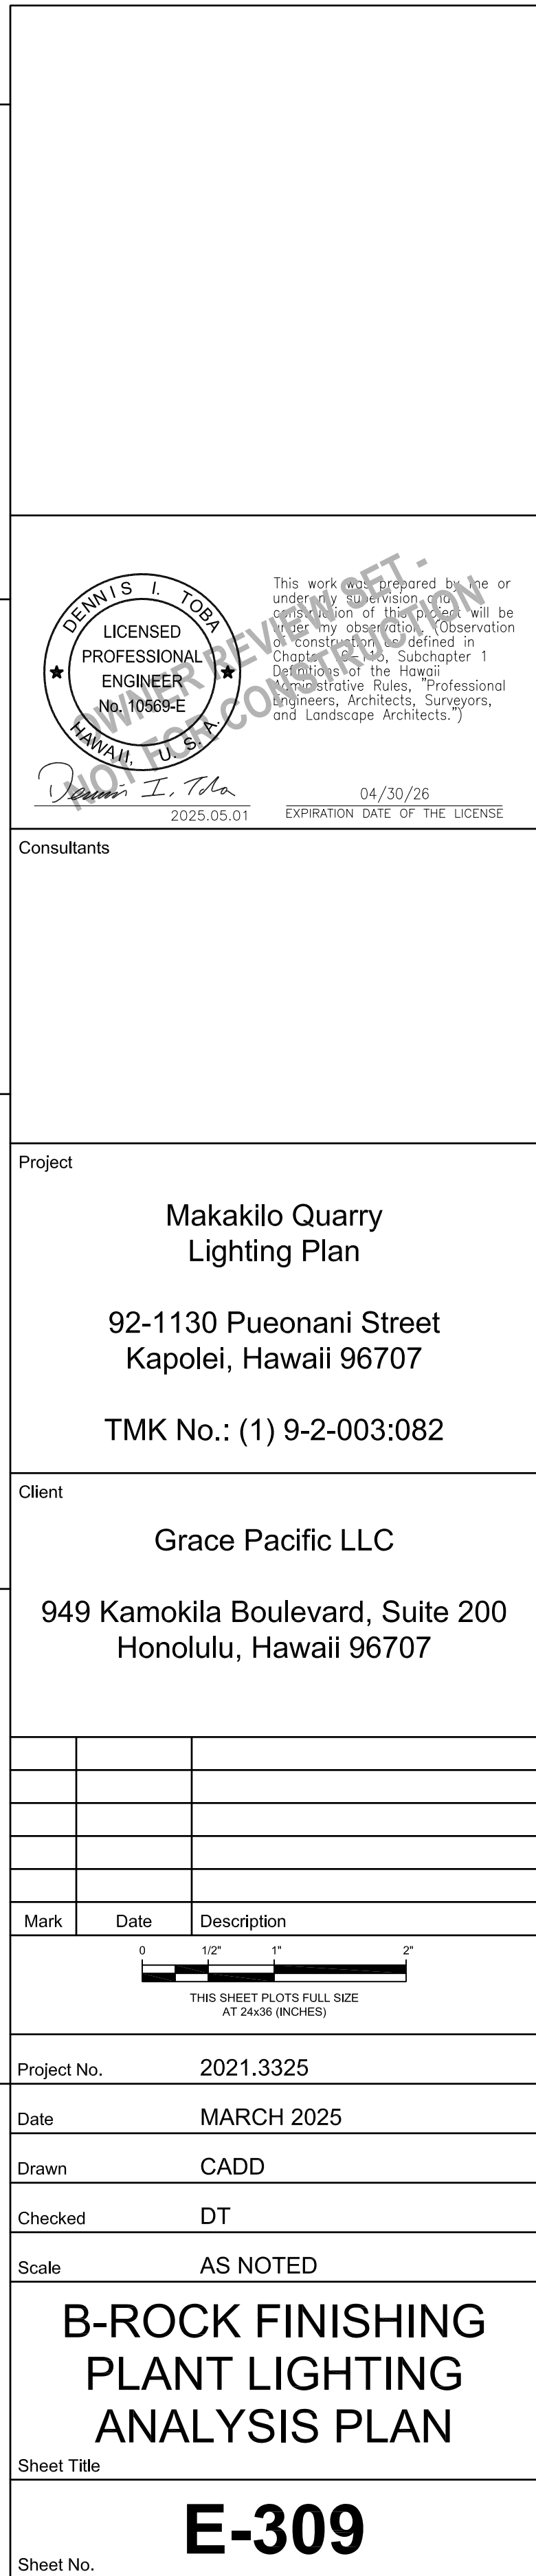 DENNIS I. TOBA
LICENSED
PROFESSIONAL
ENGINEER
No. 10569-E
HAWAII, U.S.A.
OWNER REVIEW SET -
NOT FOR CONSTRUCTION
This work was prepared by me or
under my supervision and
construction of this project will be
under my observation. (Observation
of construction as defined in
Subchapter 1
Definitions of the Hawaii
Administrative Rules, "Professional
Engineers, Architects, Surveyors,
and Landscape Architects.")
Dennis I. Toba
2025.05.01
04/30/26
EXPIRATION DATE OF THE LICENSE
Consultants
Project
Makakilo Quarry
Lighting Plan
92-1130 Pueonani Street
Kapolei, Hawaii 96707
TMK No.: (1) 9-2-003:082
Client
Grace Pacific LLC
949 Kamokila Boulevard, Suite 200
Honolulu, Hawaii 96707
Mark Date Description
0 1/2" 1" 2"
THIS SHEET PLOTS FULL SIZE
AT 24x36 (INCHES)
Project No. 2021.3325
Date MARCH 2025
Drawn CADD
Checked DT
Scale AS NOTED
B-ROCK FINISHING
PLANT LIGHTING
ANALYSIS PLAN
Sheet Title
E-309
Sheet No.